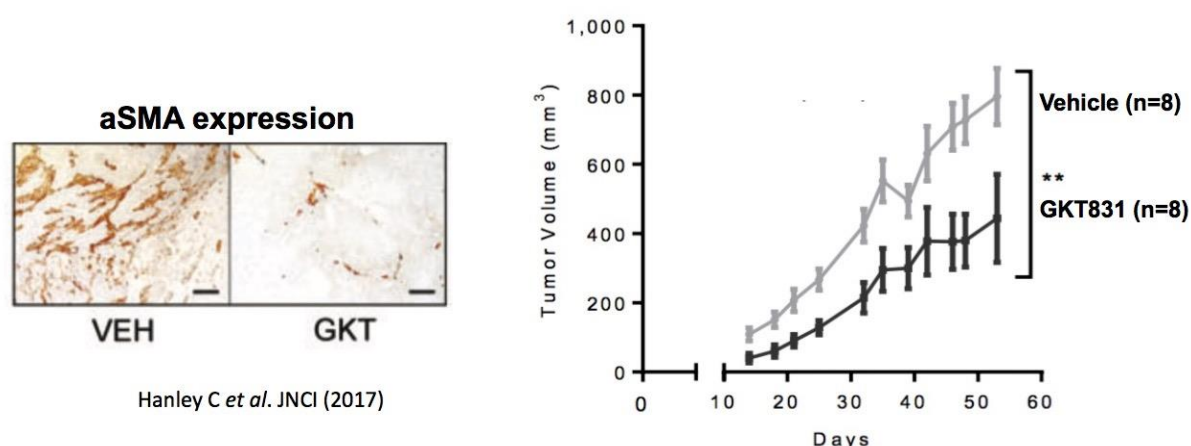 aSMA expression
VEH
GKT
Hanley C et al. JNCI (2017)
Tumor Volume (mm³)
1,000
800
600
400
200
0
0
10
20
30
40
50
60
Days
Vehicle (n=8)
**
GKT831 (n=8)